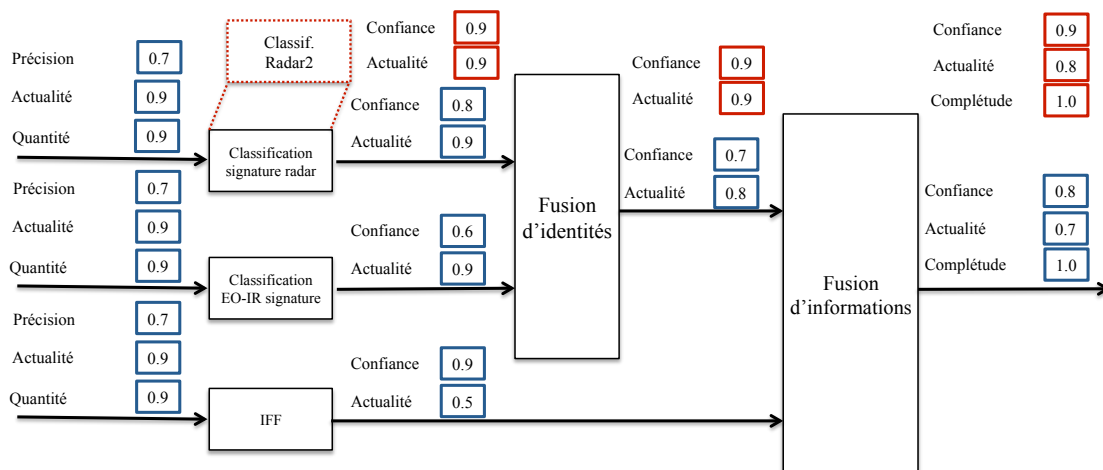 Précision 0.7
Actualité 0.9
Quantité 0.9
Classif.
Radar2
Confiance 0.9
Actualité 0.9
Confiance 0.8
Actualité 0.9
Classification
signature radar
Précision 0.7
Actualité 0.9
Quantité 0.9
Classification
EO-IR signature
Confiance 0.6
Actualité 0.9
Précision 0.7
Actualité 0.9
Quantité 0.9
IFF
Confiance 0.9
Actualité 0.5
Fusion
d’identités
Confiance 0.9
Actualité 0.9
Confiance 0.7
Actualité 0.8
Fusion
d’informations
Confiance 0.9
Actualité 0.8
Complétude 1.0
Confiance 0.8
Actualité 0.7
Complétude 1.0